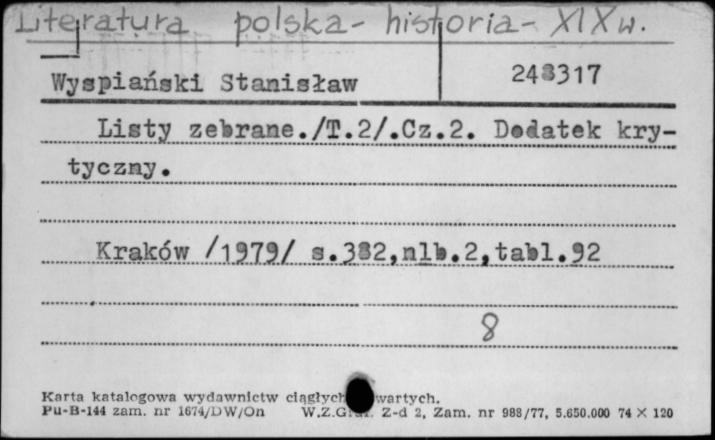 Literatura polska - historia - XIX w.
Wyspiański Stanisław 248317
Listy zebrane./T.2/.Cz.2. Dodatek kry-
tyczny.
Kraków /1979/ s.382,nlb.2,tabl.92
8
Karta katalogowa wydawnictw ciągłych wartych.
Pu-B-144 zam. nr 1674/DW/On W.Z.Graf. Z-d 2, Zam. nr 988/77, 5.650.000 74 × 120